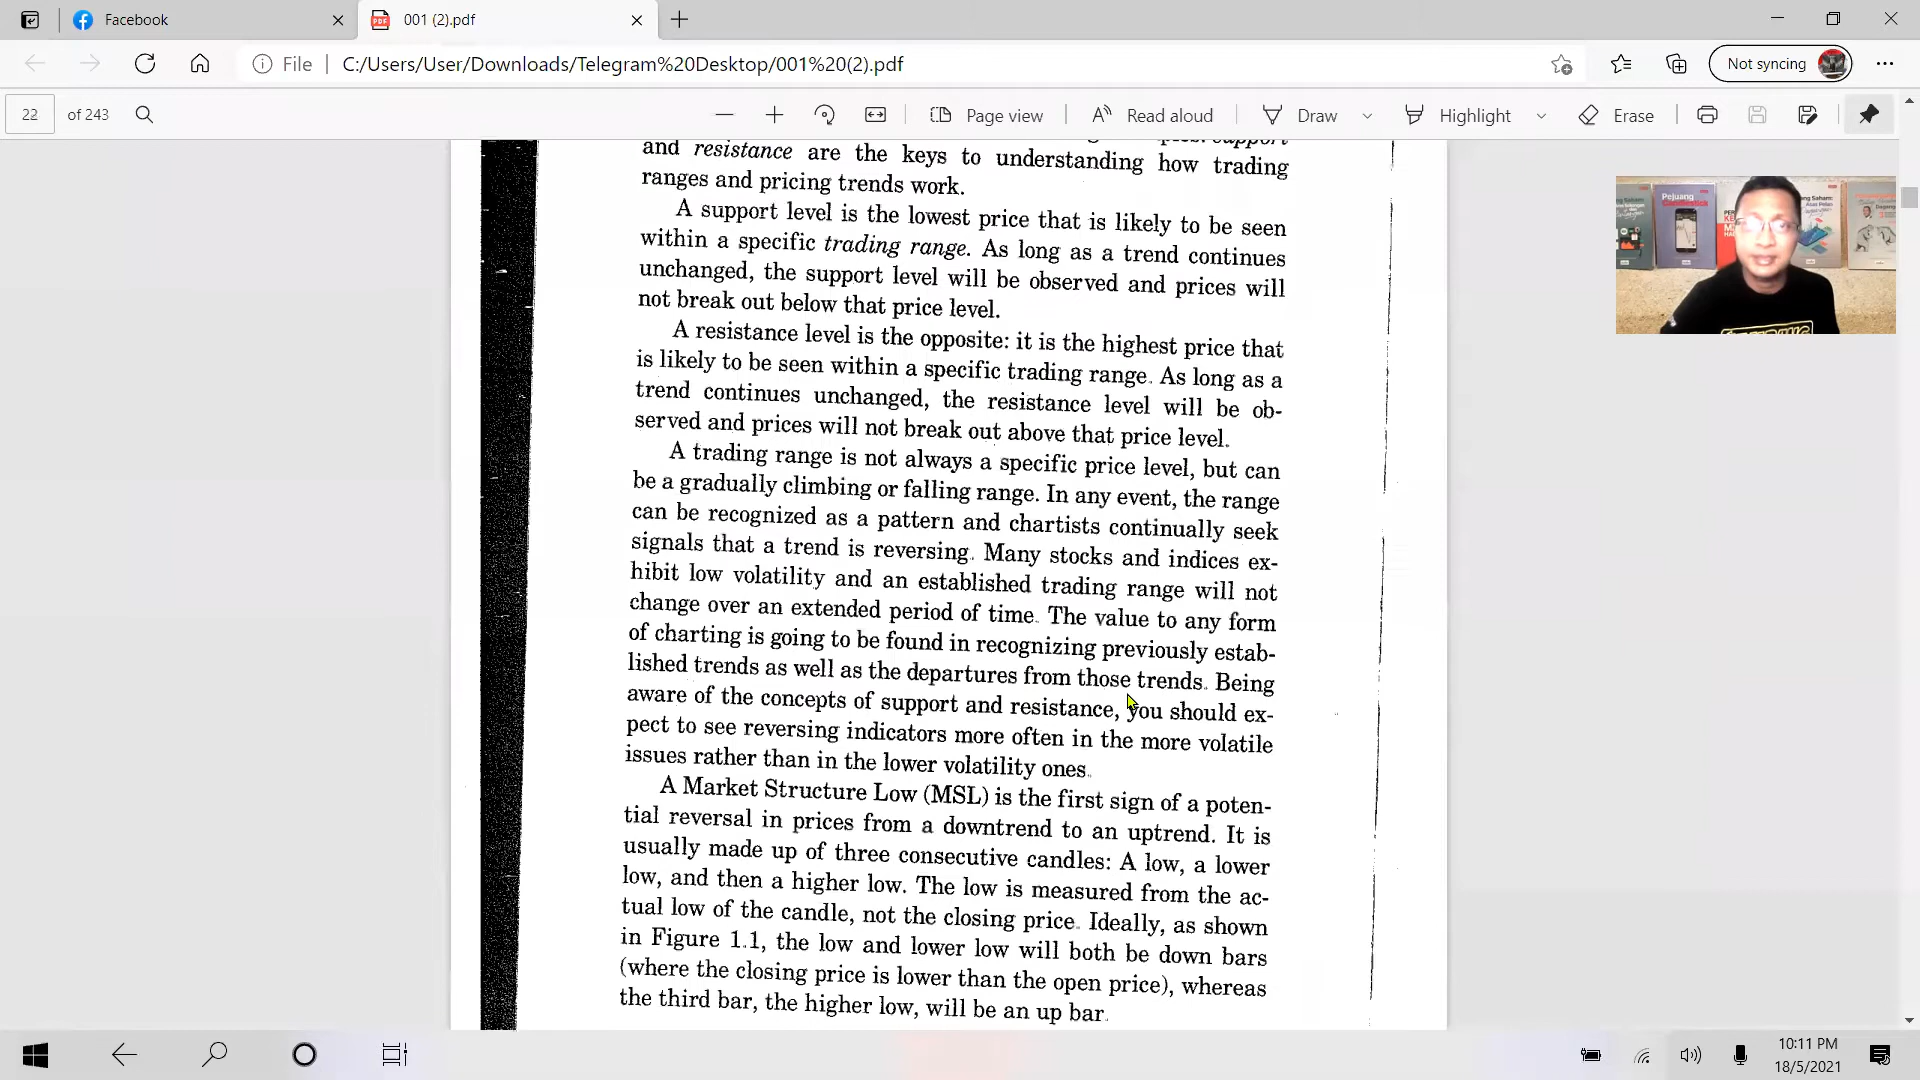 Facebook
001 (2).pdf
File
C:/Users/User/Downloads/Telegram%20Desktop/001%20(2).pdf
Not syncing
22 of 243
Page view
Read aloud
Draw
Highlight
Erase
support
and resistance are the keys to understanding how trading
ranges and pricing trends work.
A support level is the lowest price that is likely to be seen
within a specific trading range. As long as a trend continues
unchanged, the support level will be observed and prices will
not break out below that price level.
A resistance level is the opposite: it is the highest price that
is likely to be seen within a specific trading range. As long as a
trend continues unchanged, the resistance level will be ob-
served and prices will not break out above that price level.
A trading range is not always a specific price level, but can
be a gradually climbing or falling range. In any event, the range
can be recognized as a pattern and chartists continually seek
signals that a trend is reversing. Many stocks and indices ex-
hibit low volatility and an established trading range will not
change over an extended period of time. The value to any form
of charting is going to be found in recognizing previously estab-
lished trends as well as the departures from those trends. Being
aware of the concepts of support and resistance, you should ex-
pect to see reversing indicators more often in the more volatile
issues rather than in the lower volatility ones.
A Market Structure Low (MSL) is the first sign of a poten-
tial reversal in prices from a downtrend to an uptrend. It is
usually made up of three consecutive candles: A low, a lower
low, and then a higher low. The low is measured from the ac-
tual low of the candle, not the closing price. Ideally, as shown
in Figure 1.1, the low and lower low will both be down bars
(where the closing price is lower than the open price), whereas
the third bar, the higher low, will be an up bar.
Pejuang
Candlestick
10:11 PM
18/5/2021